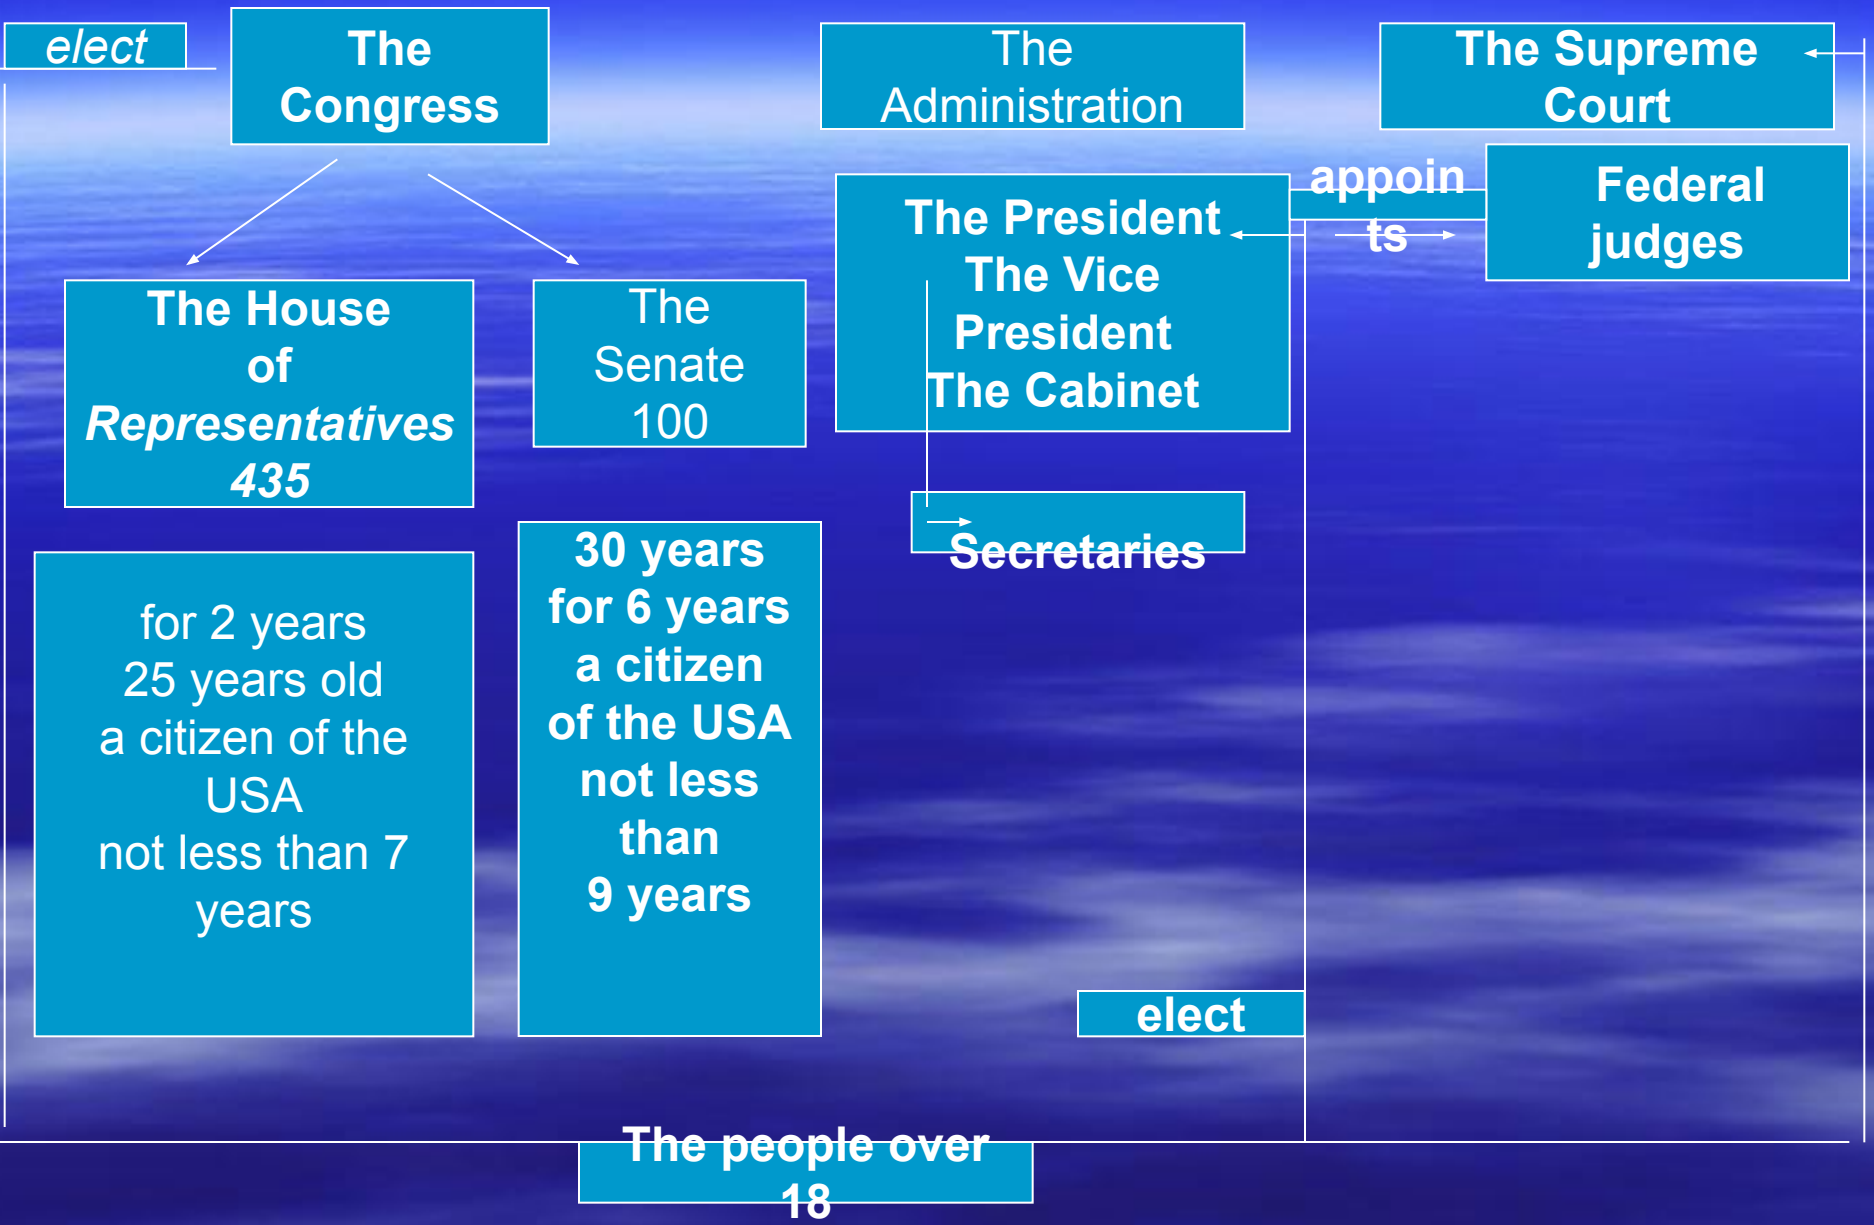 elect
The
Congress
The
Administration
The Supreme
Court
The House
of
Representatives
435
The
Senate
100
The President
The Vice
President
The Cabinet
appoin
ts
Federal
judges
Secretaries
for 2 years
25 years old
a citizen of the
USA
not less than 7
years
30 years
for 6 years
a citizen
of the USA
not less
than
9 years
elect
The people over
18